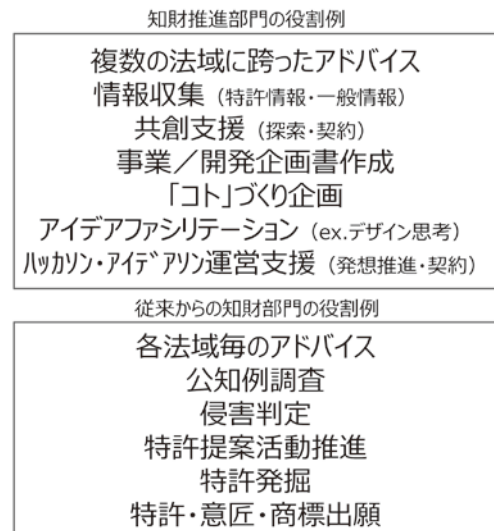 知財推進部門の役割例
複数の法域に跨ったアドバイス
情報収集（特許情報・一般情報）
共創支援（探索・契約）
事業／開発企画書作成
「コト」づくり企画
アイデアファシリテーション（ex.デザイン思考）
ﾊｯｶｿﾝ・ｱｲﾃﾞｱｿﾝ運営支援（発想推進・契約）
従来からの知財部門の役割例
各法域毎のアドバイス
公知例調査
侵害判定
特許提案活動推進
特許発掘
特許・意匠・商標出願